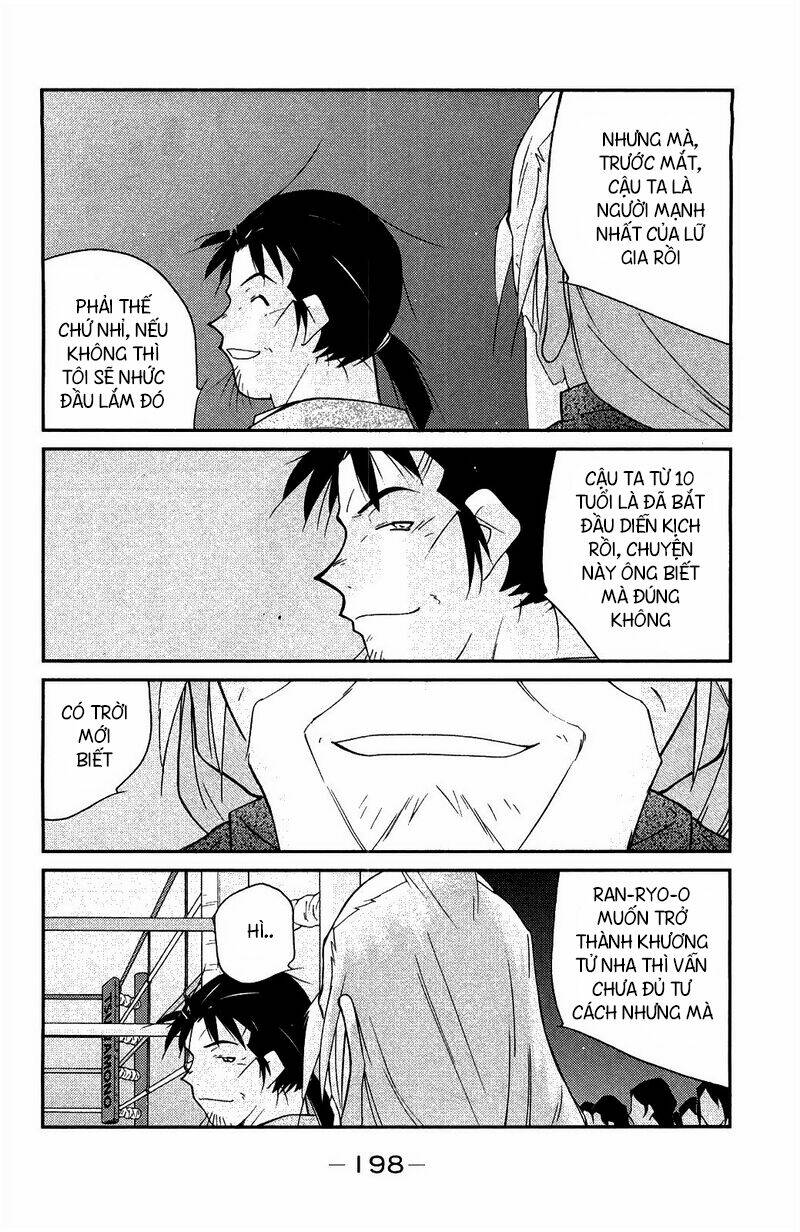 NHƯNG MÀ,
TRƯỚC MẮT,
CẬU TA LÀ
NGƯỜI MẠNH
NHẤT CỦA LỮ
GIA RỒI
PHẢI THẾ
CHỨ NHỈ, NẾU
KHÔNG THÌ
TÔI SẼ NHỨC
ĐẦU LẮM ĐÓ
CẬU TA TỪ 10
TUỔI LÀ ĐÃ BẮT
ĐẦU DIỄN KỊCH
RỒI, CHUYỆN
NÀY ÔNG BIẾT
MÀ ĐÚNG
KHÔNG
CÓ TRỜI
MỚI
BIẾT
RAN-RYO-O
MUỐN TRỞ
THÀNH KHƯƠNG
TỬ NHA THÌ VẪN
CHƯA ĐỦ TƯ
CÁCH NHƯNG MÀ
HÌ..
-198-